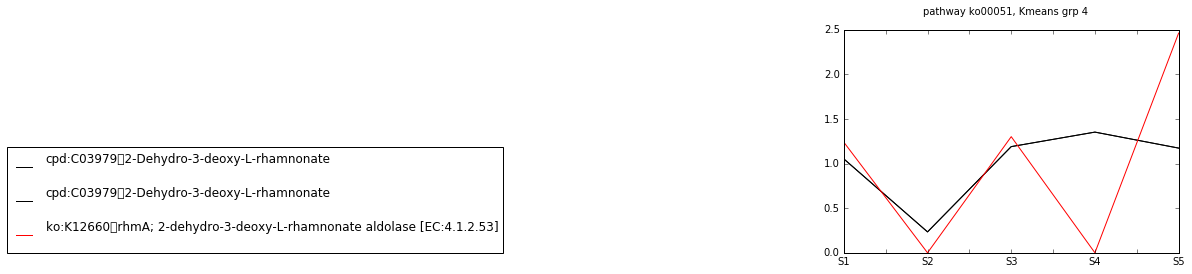 pathway ko00051, Kmeans grp 4
2.5
2.0
1.5
1.0
0.5
0.0
S1 S2 S3 S4 S5
cpd:C03979▯2-Dehydro-3-deoxy-L-rhamnonate
cpd:C03979▯2-Dehydro-3-deoxy-L-rhamnonate
ko:K12660▯rhmA; 2-dehydro-3-deoxy-L-rhamnonate aldolase [EC:4.1.2.53]